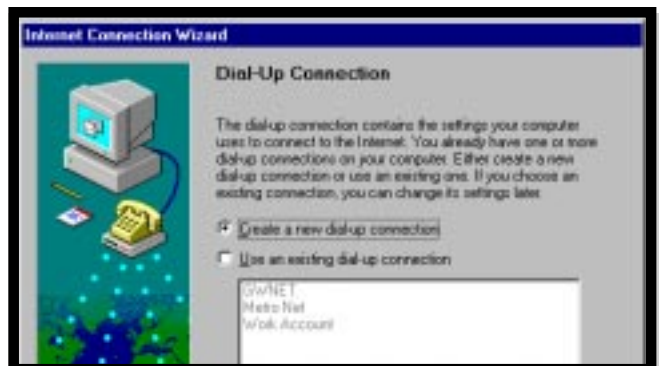 Internet Connection Wizard
Dial-Up Connection
The dial-up connection contains the settings your computer
uses to connect to the Internet. You already have one or more
dial-up connections on your computer. Either create a new
dial-up connection or use an existing one. If you choose an
existing connection, you can change its settings later.
Create a new dial-up connection
Use an existing dial-up connection
GWNET
Metro Net
Work Account